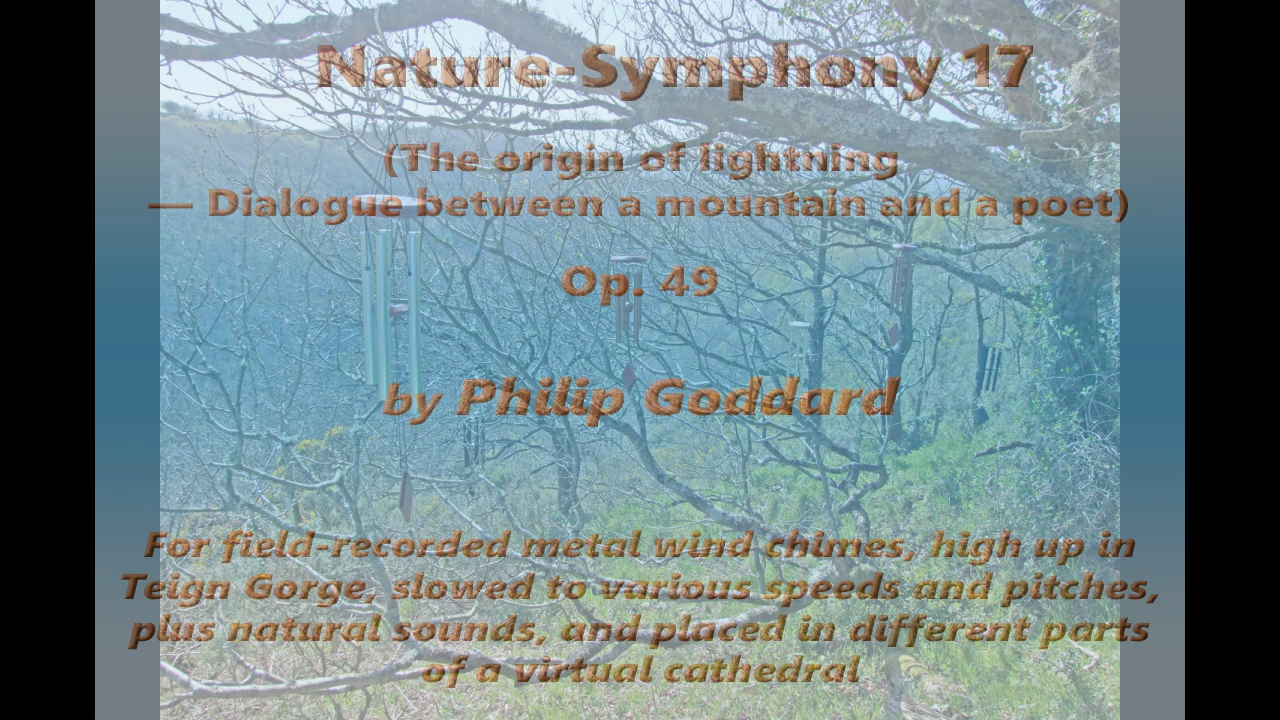 Nature-Symphony 17
(The origin of lightning
— Dialogue between a mountain and a poet)
Op. 49
by Philip Goddard
For field-recorded metal wind chimes, high up in
Teign Gorge, slowed to various speeds and pitches,
plus natural sounds, and placed in different parts
of a virtual cathedral